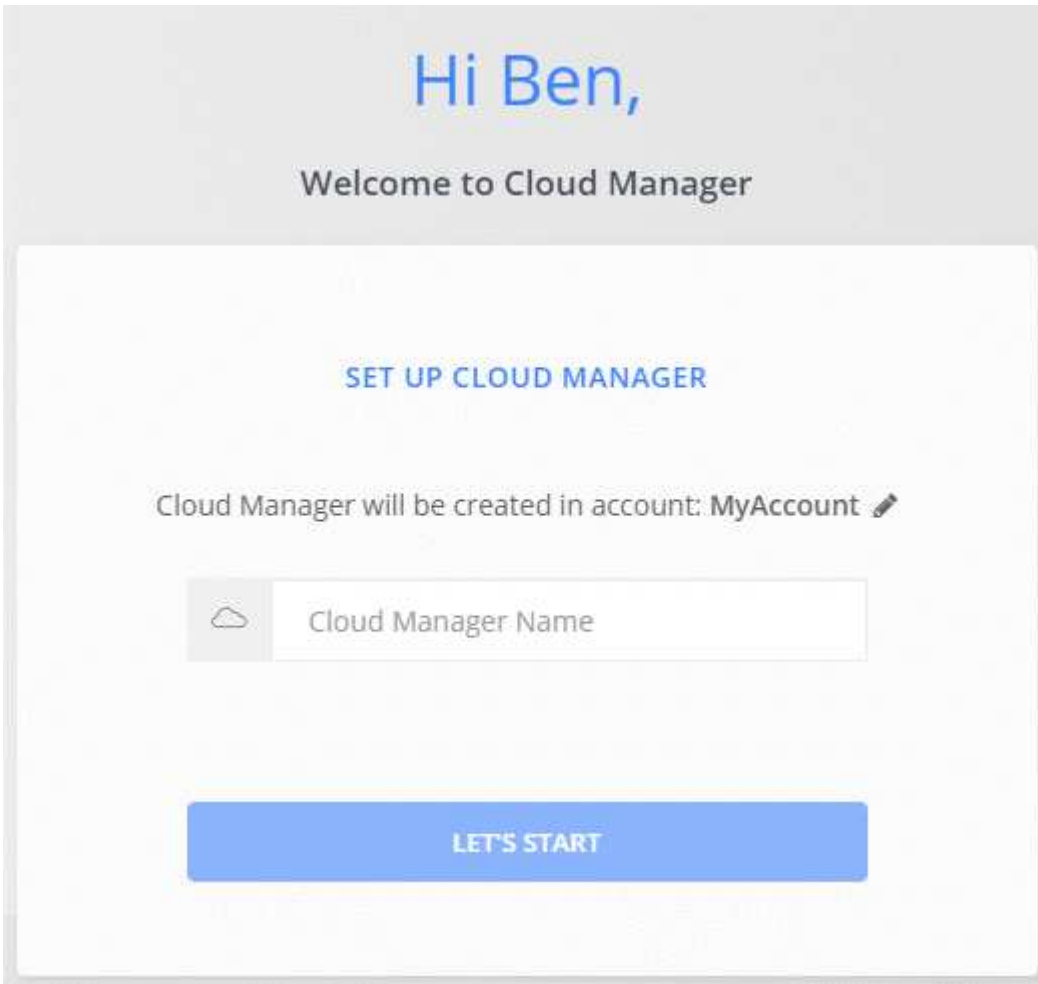 Hi Ben,
Welcome to Cloud Manager
SET UP CLOUD MANAGER
Cloud Manager will be created in account: MyAccount
Cloud Manager Name
LET'S START